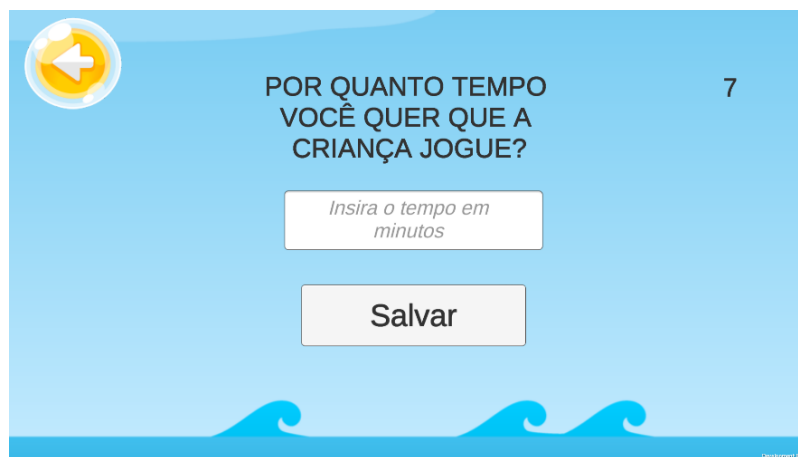 POR QUANTO TEMPO
VOCÊ QUER QUE A
CRIANÇA JOGUE?
7
Insira o tempo em
minutos
Salvar